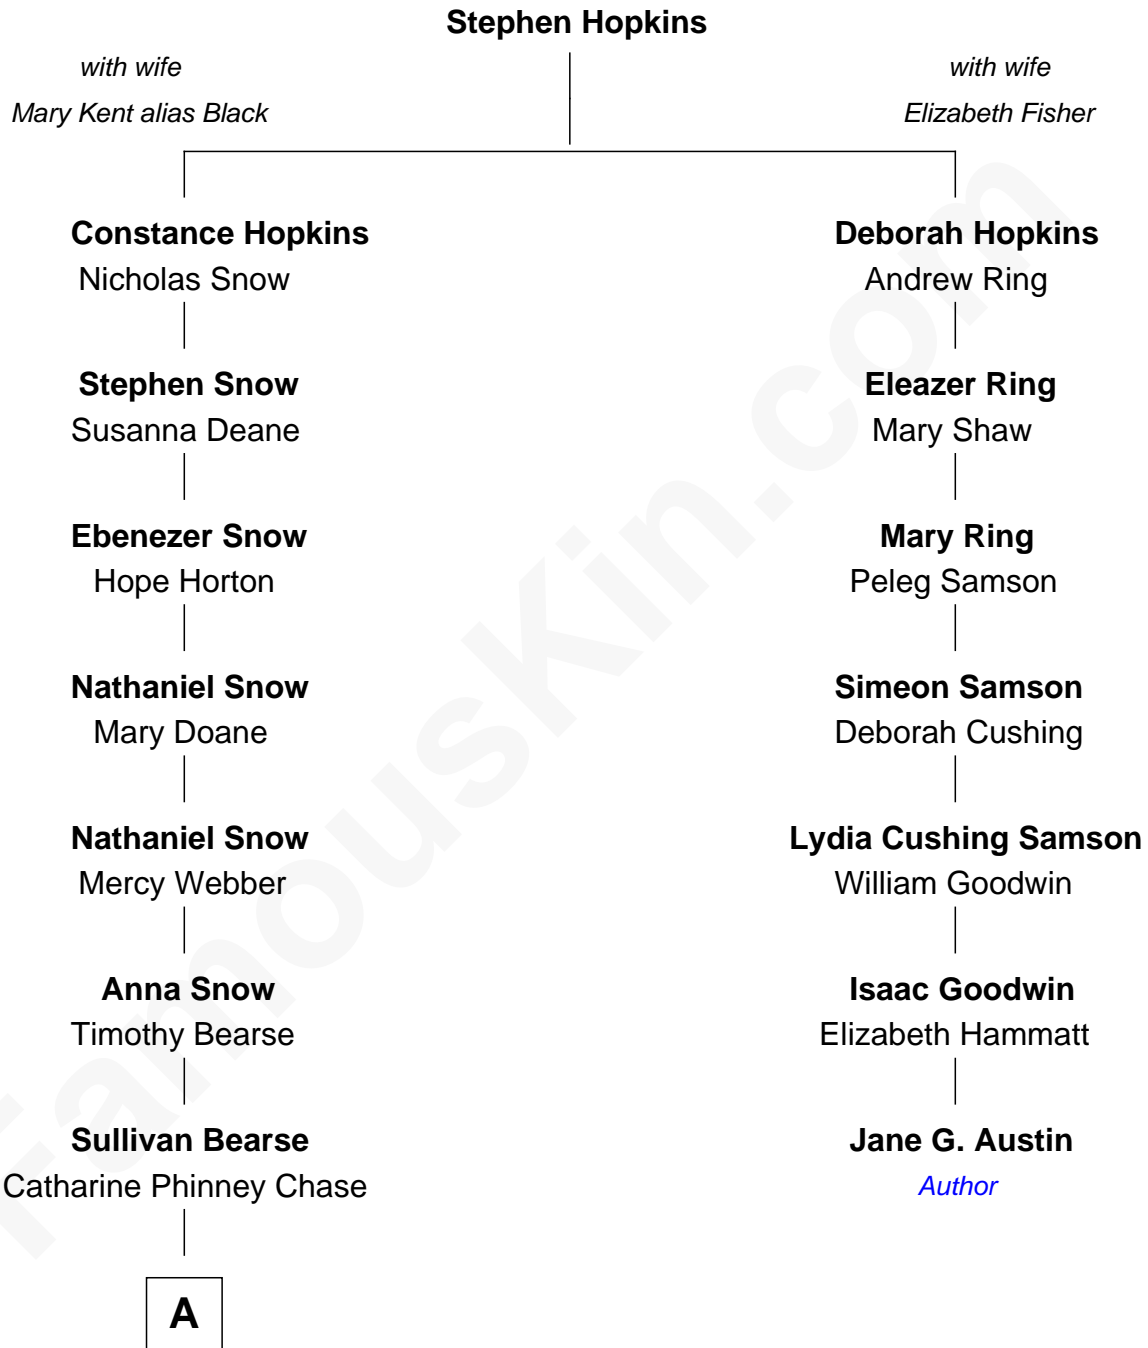 Stephen Hopkins
with wife
Mary Kent alias Black
with wife
Elizabeth Fisher
Constance Hopkins
Nicholas Snow
Deborah Hopkins
Andrew Ring
Stephen Snow
Susanna Deane
Eleazer Ring
Mary Shaw
Ebenezer Snow
Hope Horton
Mary Ring
Peleg Samson
Nathaniel Snow
Mary Doane
Simeon Samson
Deborah Cushing
Nathaniel Snow
Mercy Webber
Lydia Cushing Samson
William Goodwin
Anna Snow
Timothy Bearse
Isaac Goodwin
Elizabeth Hammatt
Sullivan Bearse
Catharine Phinney Chase
Jane G. Austin
Author
A
FamousKin.com